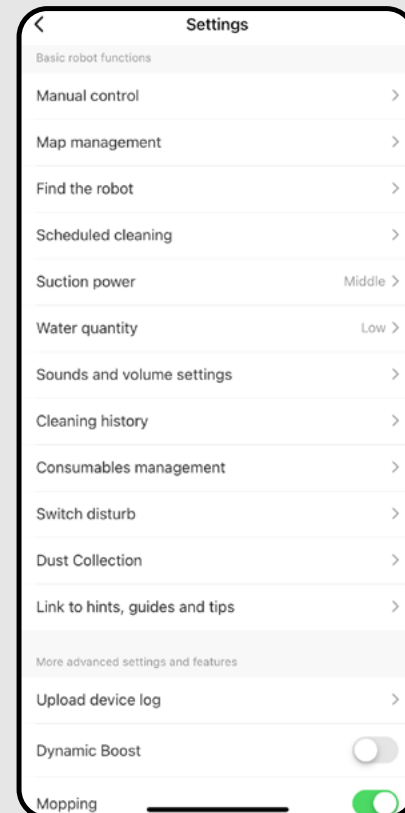 Settings
Basic robot functions
Manual control
Map management
Find the robot
Scheduled cleaning
Suction power Middle
Water quantity Low
Sounds and volume settings
Cleaning history
Consumables management
Switch disturb
Dust Collection
Link to hints, guides and tips
More advanced settings and features
Upload device log
Dynamic Boost
Mopping